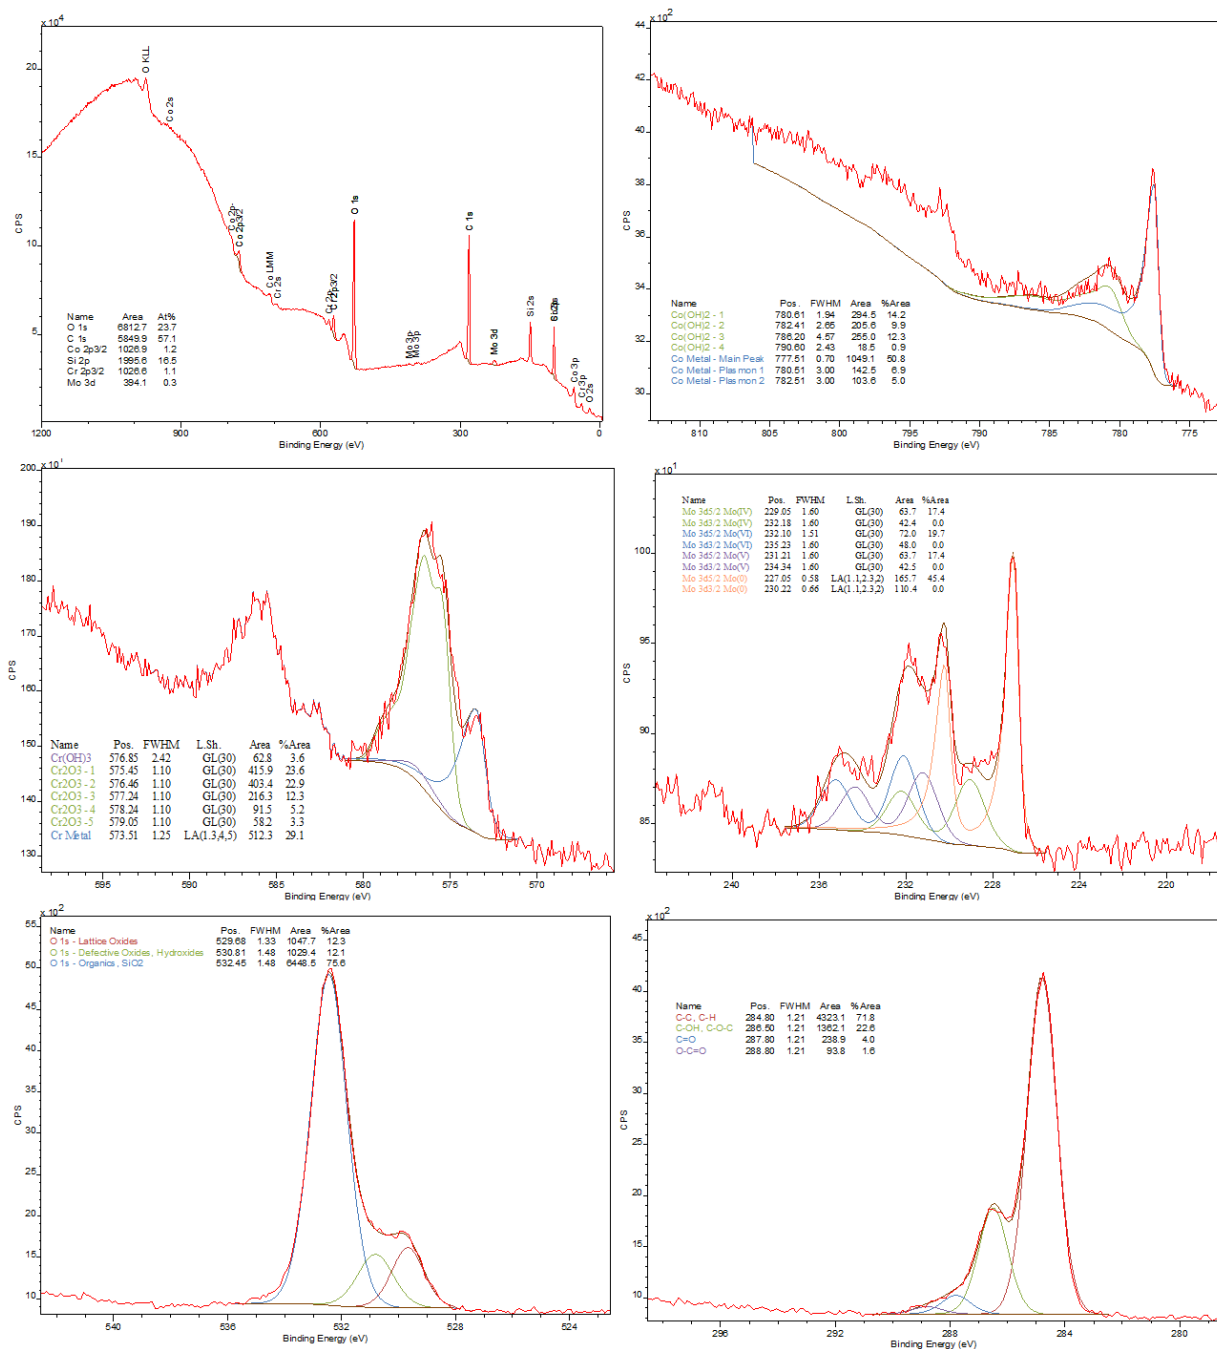 x 10^4
O KLL
Co 2s
Co 2p
Co 2p3/2
Co LMM
Cr 2s
Cr 2p
Cr 2p3/2
O 1s
Mo 3p
Mo 3p
C 1s
Mo 3d
Si 2s
Si 2p
Co 3p
Cr 3p
O 2s
20
15
10
5
CPS
Name Area At%
O 1s 6812.7 23.7
C 1s 5849.9 57.1
Co 2p3/2 1026.9 1.2
Si 2p 1995.6 16.5
Cr 2p3/2 1026.6 1.1
Mo 3d 394.1 0.3
1200 900 600 300 0
Binding Energy (eV)
x 10^2
44
42
40
38
36
34
32
30
CPS
Name Pos. FWHM Area %Area
Co(OH)2 - 1 780.61 1.94 294.5 14.2
Co(OH)2 - 2 782.41 2.65 205.6 9.9
Co(OH)2 - 3 786.20 4.57 255.0 12.3
Co(OH)2 - 4 790.60 2.43 18.5 0.9
Co Metal - Main Peak 777.51 0.70 1049.1 50.8
Co Metal - Plasmon 1 780.51 3.00 142.5 6.9
Co Metal - Plasmon 2 782.51 3.00 103.6 5.0
810 805 800 795 790 785 780 775
Binding Energy (eV)
200
190
180
170
160
150
140
130
CPS
Name Pos. FWHM L.Sh. Area %Area
Cr(OH)3 576.85 2.42 GL(30) 62.8 3.6
Cr2O3 - 1 575.45 1.10 GL(30) 415.9 23.6
Cr2O3 - 2 576.46 1.10 GL(30) 403.4 22.9
Cr2O3 - 3 577.24 1.10 GL(30) 216.3 12.3
Cr2O3 - 4 578.24 1.10 GL(30) 91.5 5.2
Cr2O3 - 5 579.05 1.10 GL(30) 58.2 3.3
Cr Metal 573.51 1.25 LA(1.3,4,5) 512.3 29.1
595 590 585 580 575 570
Binding Energy (eV)
x 10^1
100
95
90
85
CPS
Name Pos. FWHM L.Sh. Area %Area
Mo 3d5/2 Mo(IV) 229.05 1.60 GL(30) 63.7 17.4
Mo 3d3/2 Mo(IV) 232.18 1.60 GL(30) 42.4 0.0
Mo 3d5/2 Mo(VI) 232.10 1.51 GL(30) 72.0 19.7
Mo 3d3/2 Mo(VI) 235.23 1.60 GL(30) 48.0 0.0
Mo 3d5/2 Mo(V) 231.21 1.60 GL(30) 63.7 17.4
Mo 3d3/2 Mo(V) 234.34 1.60 GL(30) 42.5 0.0
Mo 3d5/2 Mo(0) 227.05 0.58 LA(1.1,2.3,2) 165.7 45.4
Mo 3d3/2 Mo(0) 230.22 0.66 LA(1.1,2.3,2) 110.4 0.0
240 236 232 228 224 220
Binding Energy (eV)
x 10^2
55
50
40
30
20
15
10
CPS
Name Pos. FWHM Area %Area
O 1s - Lattice Oxides 529.68 1.33 1047.7 12.3
O 1s - Defective Oxides, Hydroxides 530.81 1.48 1029.4 12.1
O 1s - Organics, SiO2 532.45 1.48 6448.5 75.6
540 536 532 528 524
Binding Energy (eV)
x 10^2
40
30
20
10
CPS
Name Pos. FWHM Area %Area
C-C, C-H 284.80 1.21 4323.1 71.8
C-OH, C-O-C 286.50 1.21 1362.1 22.6
C=O 287.80 1.21 238.9 4.0
O-C=O 288.80 1.21 93.8 1.6
296 292 288 284 280
Binding Energy (eV)